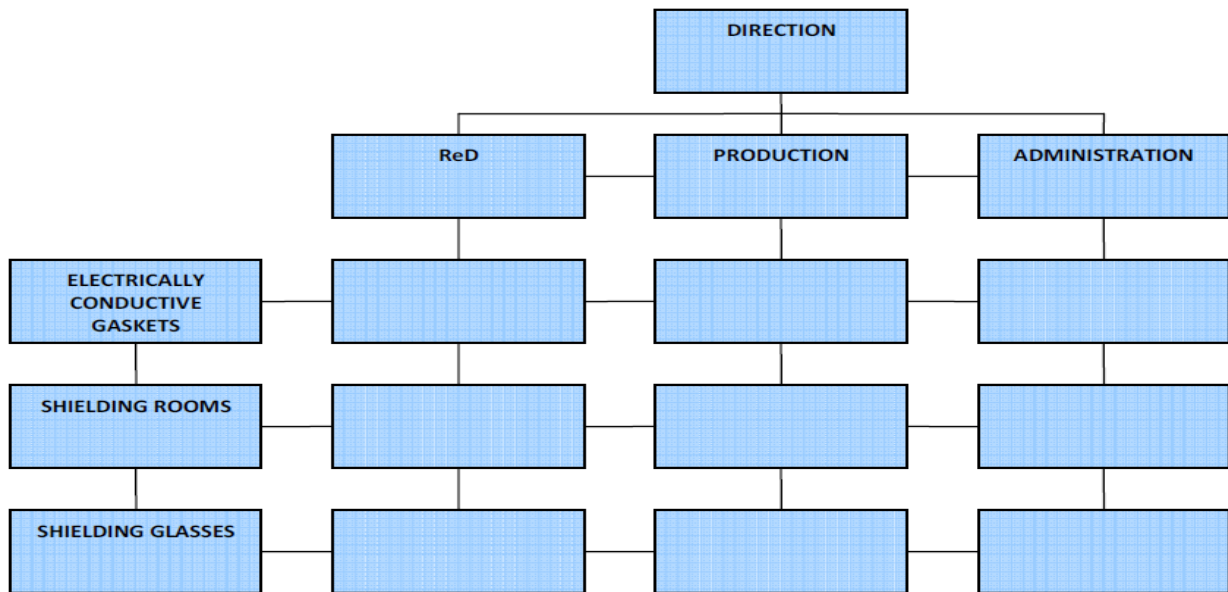 DIRECTION
ReD
PRODUCTION
ADMINISTRATION
ELECTRICALLY
CONDUCTIVE
GASKETS
SHIELDING ROOMS
SHIELDING GLASSES